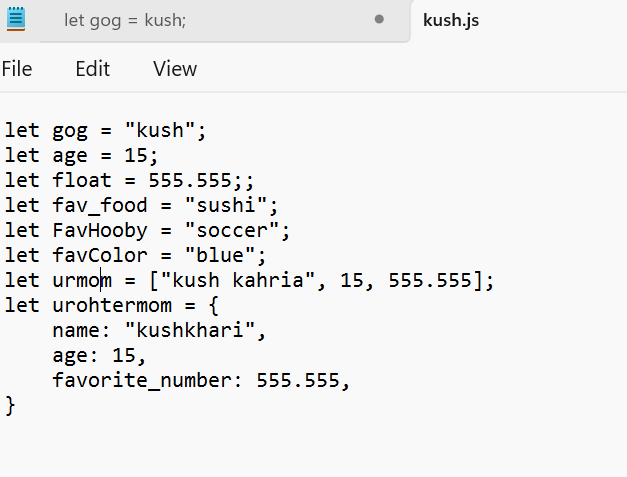 let gog = kush;
kush.js
File Edit View
let gog = "kush";
let age = 15;
let float = 555.555;;
let fav_food = "sushi";
let FavHooby = "soccer";
let favColor = "blue";
let urmom = ["kush kahria", 15, 555.555];
let urohtermom = {
    name: "kushkhari",
    age: 15,
    favorite_number: 555.555,
}